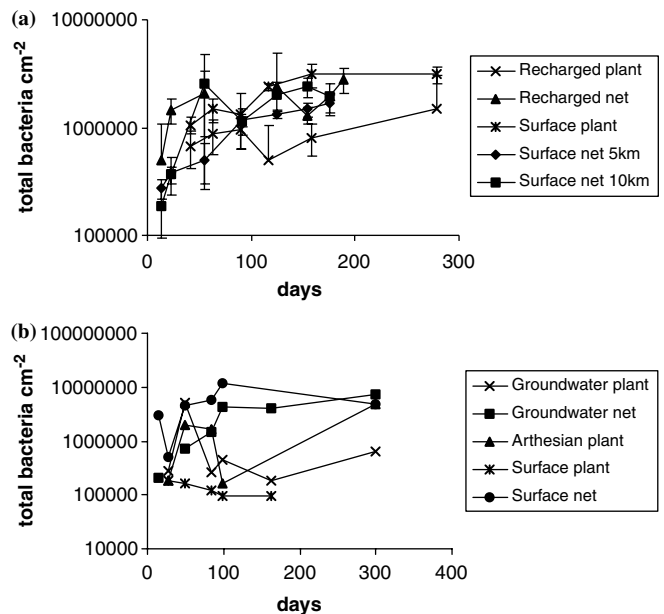 (a)
10000000
1000000
100000
total bacteria cm-2
0 100 200 300
days
Recharged plant
Recharged net
Surface plant
Surface net 5km
Surface net 10km
(b)
100000000
10000000
1000000
100000
10000
total bacteria cm-2
0 100 200 300 400
days
Groundwater plant
Groundwater net
Arthesian plant
Surface plant
Surface net